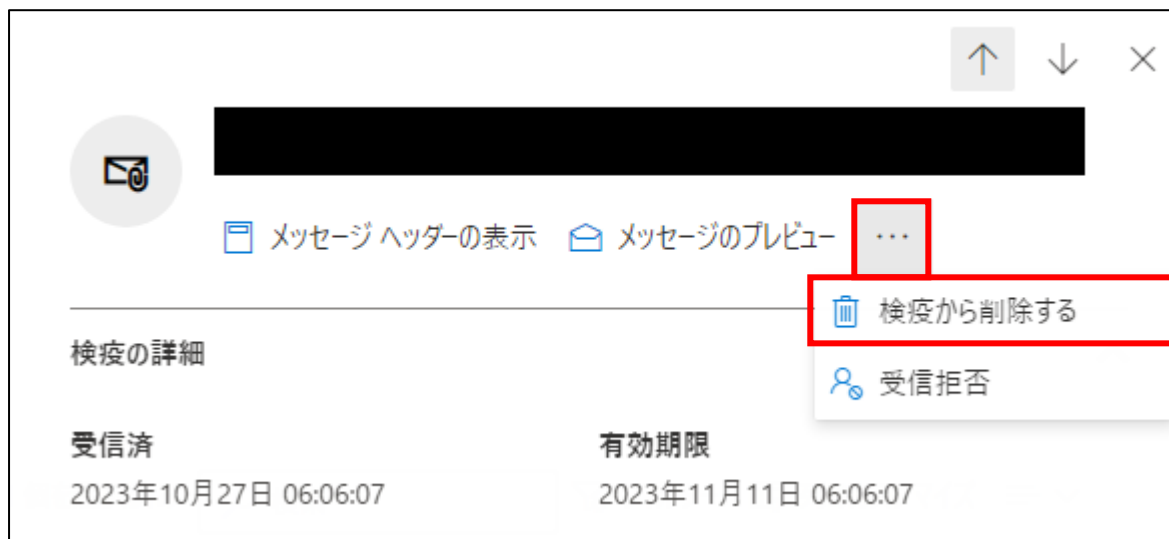 メッセージ ヘッダーの表示 メッセージのプレビュー ...
検疫から削除する
検疫の詳細
受信拒否
受信済 有効期限
2023年10月27日 06:06:07 2023年11月11日 06:06:07